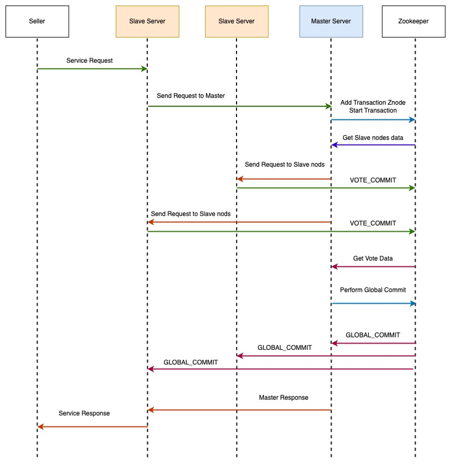 Seller
Slave Server
Slave Server
Master Server
Zookeeper
Service Request
Send Request to Master
Add Transaction Znode
Start Transaction
Get Slave nodes data
Send Request to Slave nods
VOTE_COMMIT
Send Request to Slave nods
VOTE_COMMIT
Get Vote Data
Perform Global Commit
GLOBAL_COMMIT
GLOBAL_COMMIT
GLOBAL_COMMIT
Master Response
Service Response